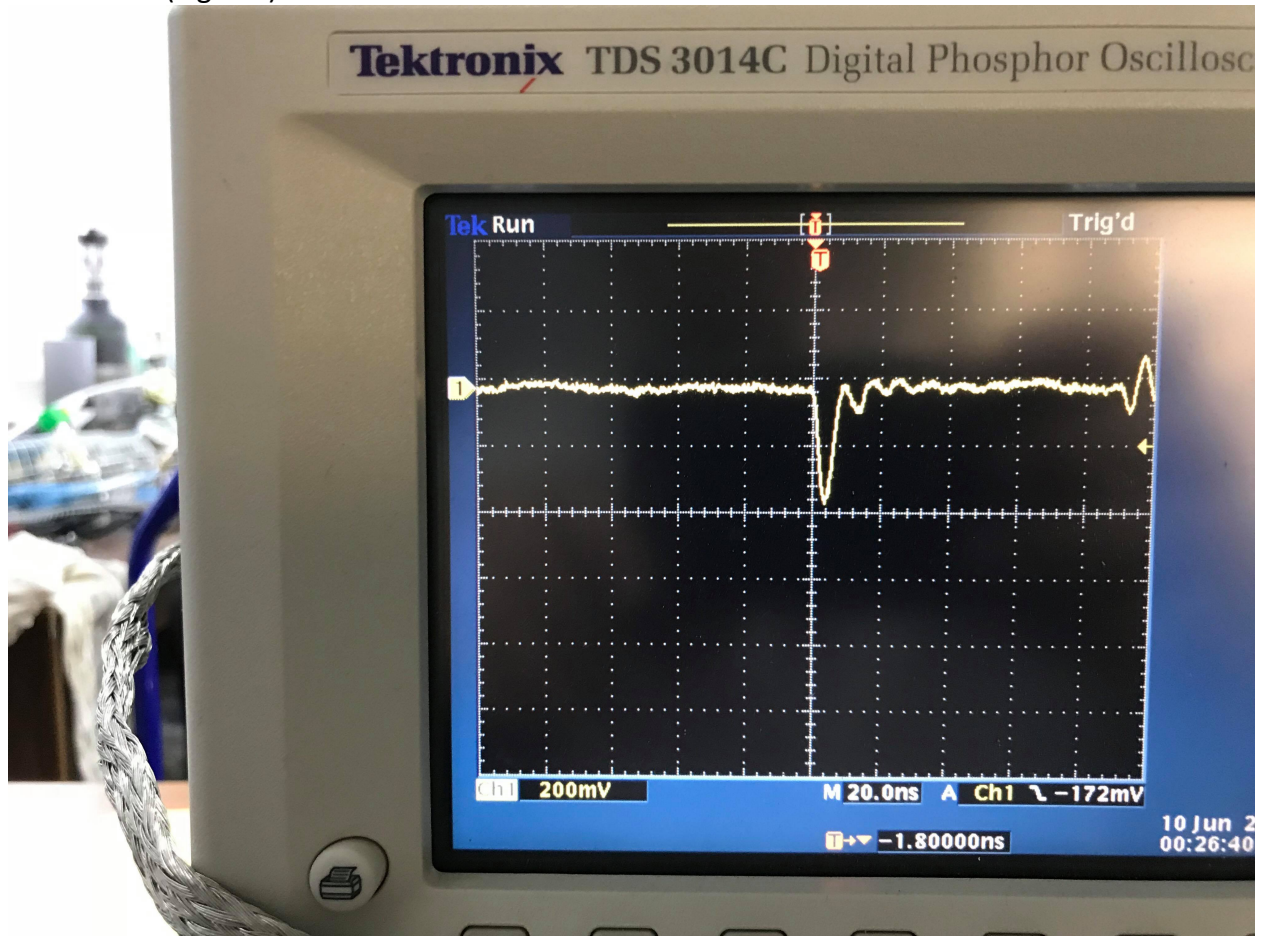 Tektronix TDS 3014C Digital Phosphor Oscillosc
Tek Run Trig'd
T
1
Ch1 200mV M 20.0ns A Ch1 -172mV
-1.80000ns
10 Jun 2
00:26:40